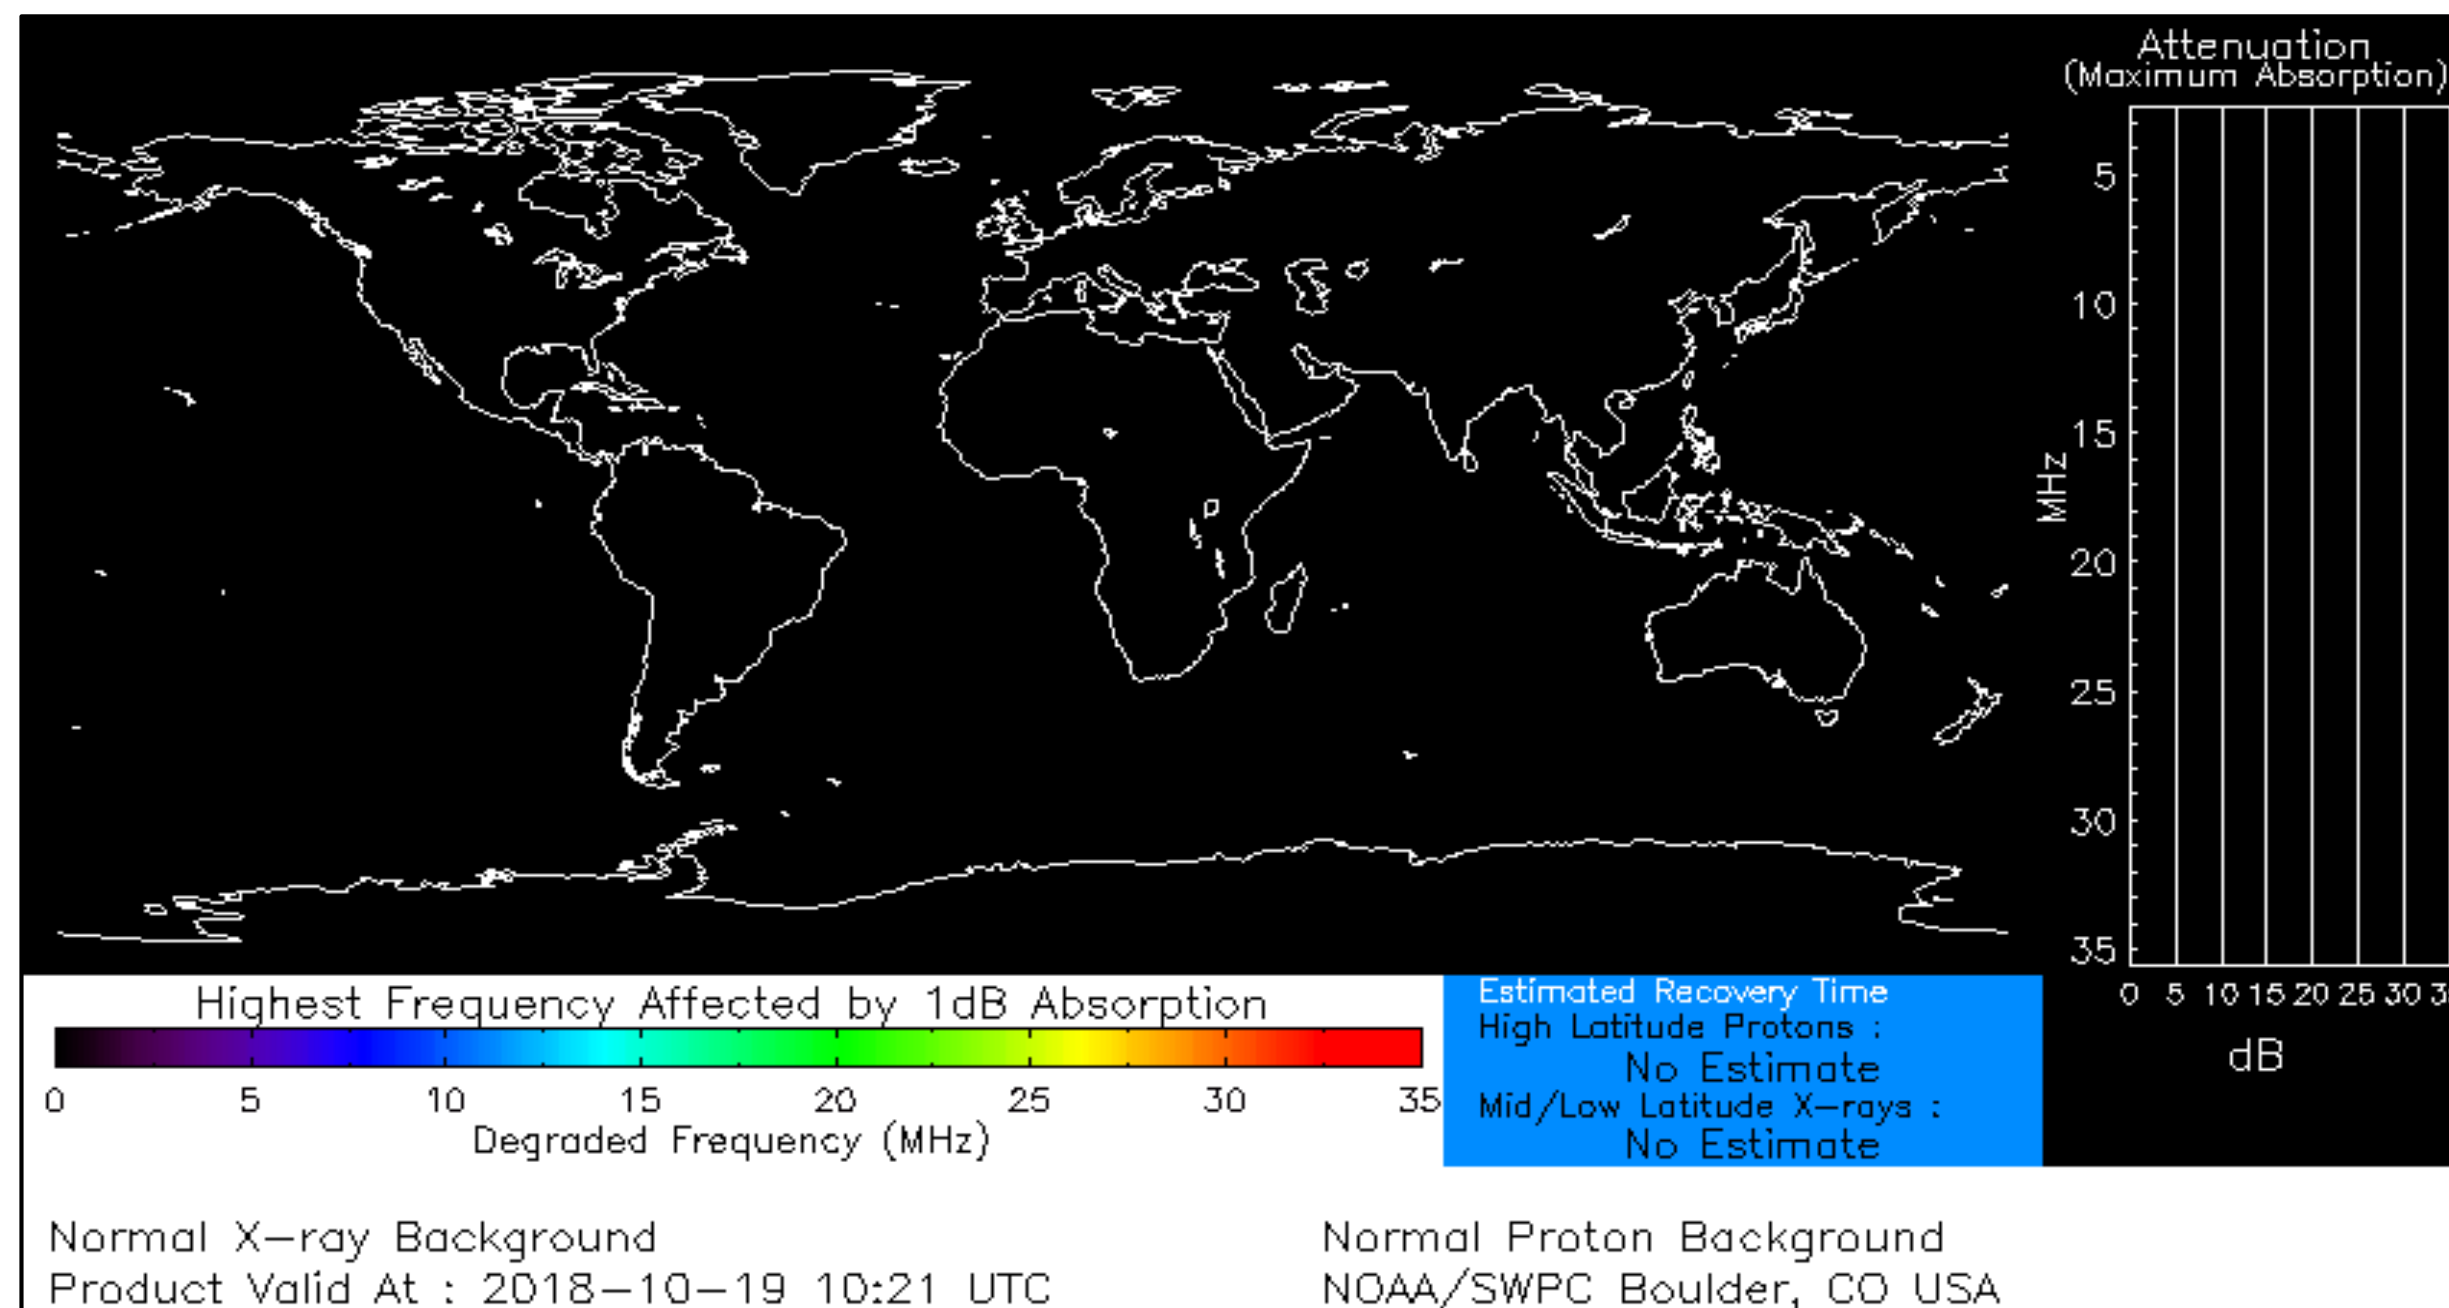 Attenuation
(Maximum Absorption)
5
10
15
20
25
30
35
MHz
0 5 10 15 20 25 30
dB
Highest Frequency Affected by 1dB Absorption
0 5 10 15 20 25 30 35
Degraded Frequency (MHz)
Estimated Recovery Time
High Latitude Protons :
No Estimate
Mid/Low Latitude X-rays :
No Estimate
Normal X-ray Background
Normal Proton Background
Product Valid At : 2018-10-19 10:21 UTC
NOAA/SWPC Boulder, CO USA